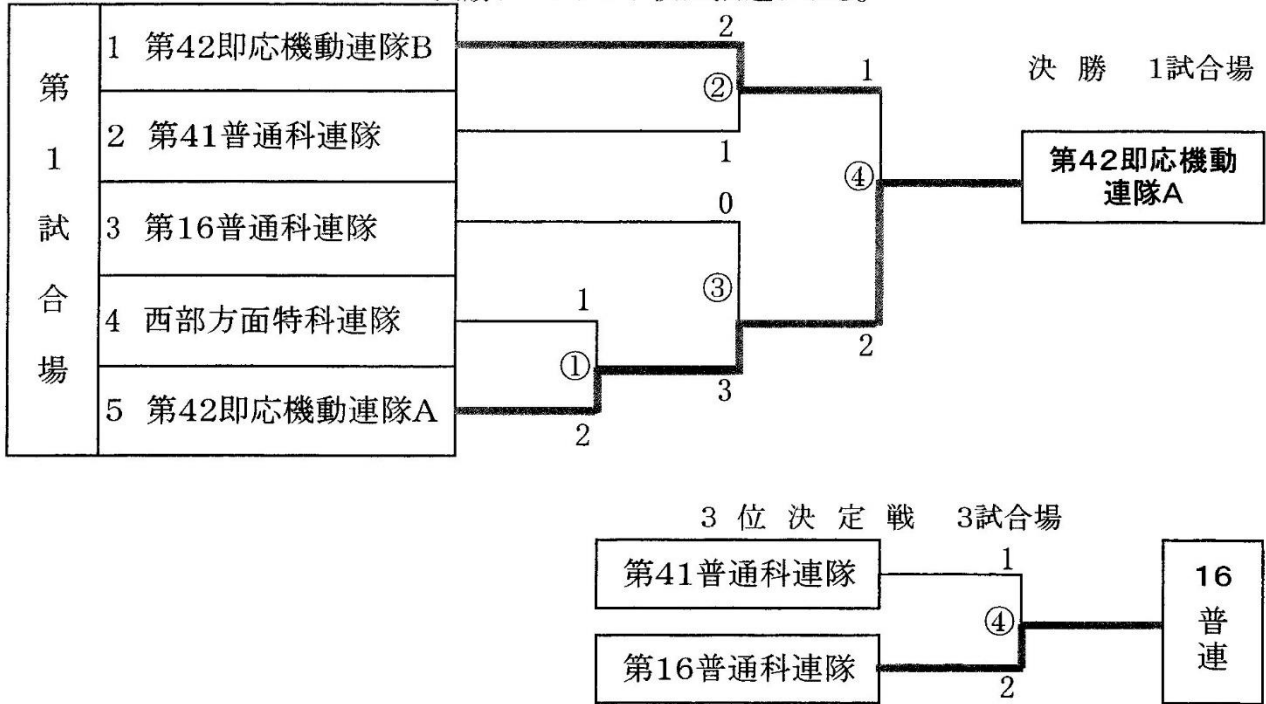 2
1 第42即応機動連隊B
1
決 勝 1試合場
②
第1試合場
2 第41普通科連隊
1
④
第42即応機動
連隊A
0
3 第16普通科連隊
③
1
4 西部方面特科連隊
2
①
3
5 第42即応機動連隊A
2
3 位 決 定 戦 3試合場
第41普通科連隊
1
16普連
④
第16普通科連隊
2